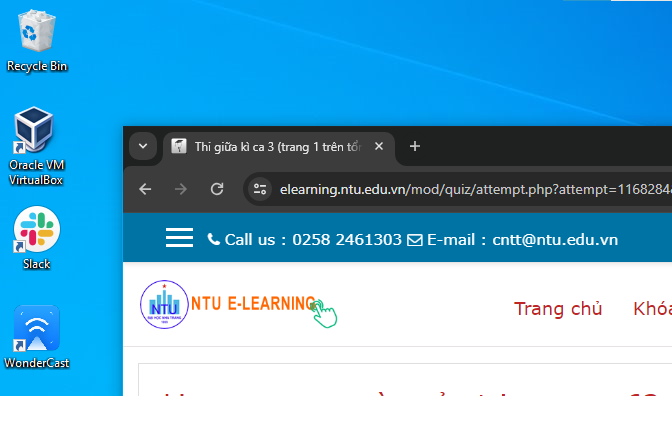 Recycle Bin
Oracle VM
VirtualBox
Slack
WonderCast
Thi giữa kì ca 3 (trang 1 trên tổn
elearning.ntu.edu.vn/mod/quiz/attempt.php?attempt=1168284
Call us : 0258 2461303 E-mail : cntt@ntu.edu.vn
NTU
NTU E-LEARNING
Trang chủ Khóa